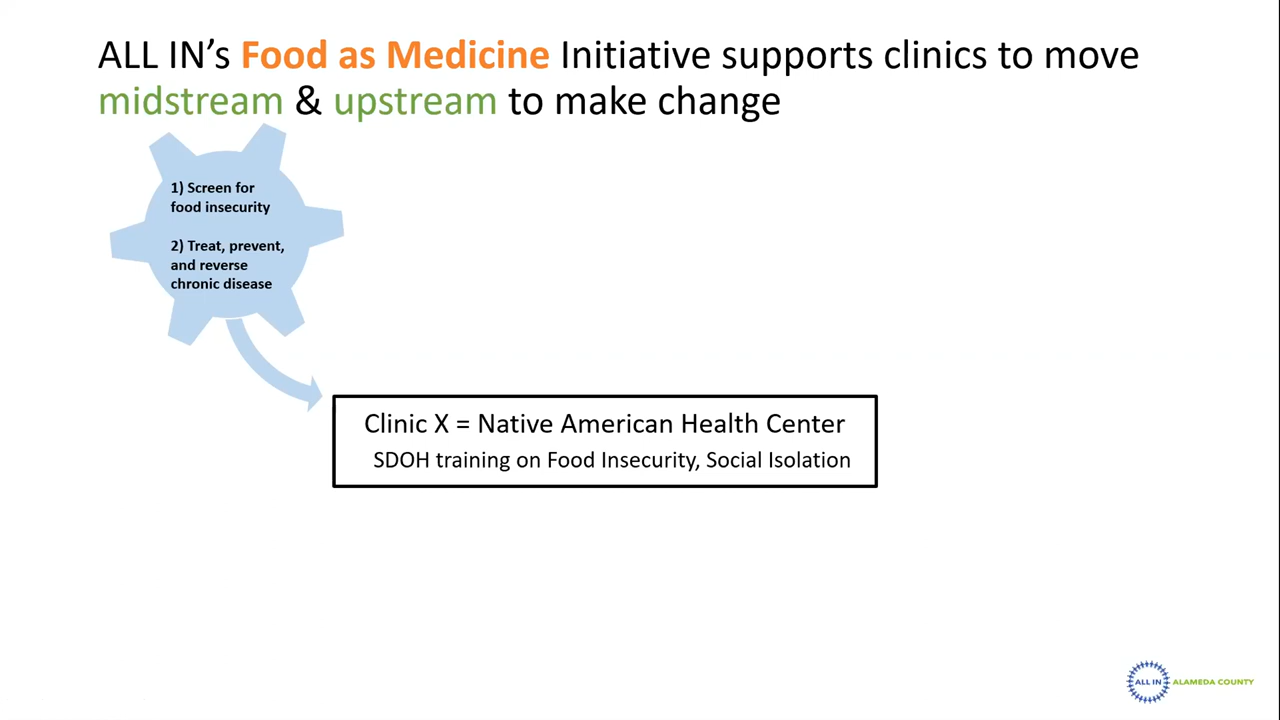 ALL IN’s Food as Medicine Initiative supports clinics to move
midstream & upstream to make change
1) Screen for
food insecurity
2) Treat, prevent,
and reverse
chronic disease
Clinic X = Native American Health Center
SDOH training on Food Insecurity, Social Isolation
ALL IN ALAMEDA COUNTY